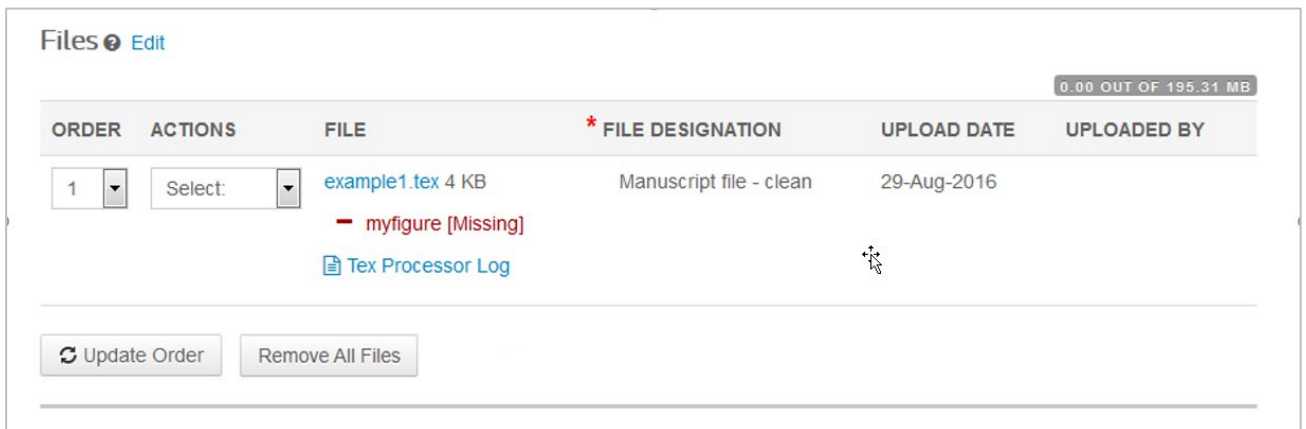 Files ? Edit
0.00 OUT OF 195.31 MB
ORDER ACTIONS FILE * FILE DESIGNATION UPLOAD DATE UPLOADED BY
1 Select: example1.tex 4 KB Manuscript file - clean 29-Aug-2016
myfigure [Missing]
Tex Processor Log
Update Order Remove All Files